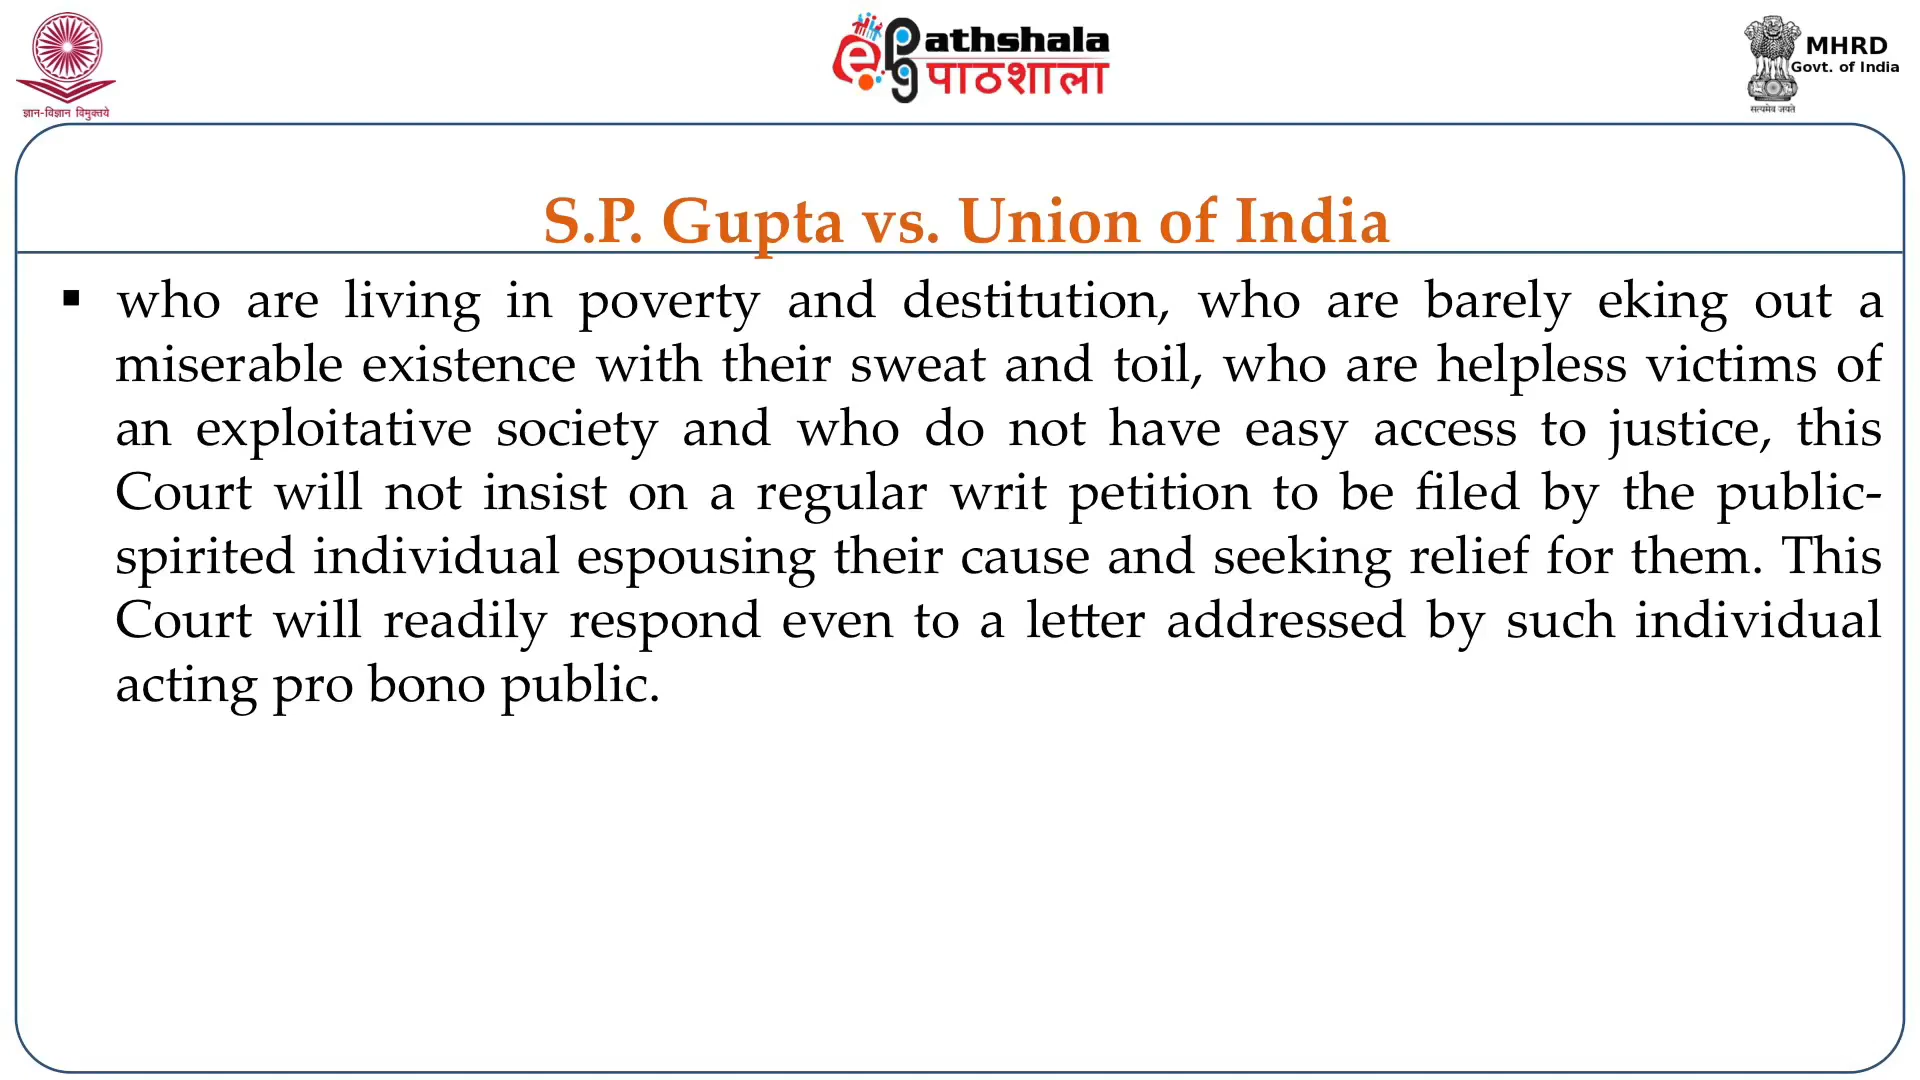 ज्ञान-विज्ञान विमुक्तये
ePathshala
पाठशाला
MHRD
Govt. of India
सत्यमेव जयते
S.P. Gupta vs. Union of India
▪ who are living in poverty and destitution, who are barely eking out a
miserable existence with their sweat and toil, who are helpless victims of
an exploitative society and who do not have easy access to justice, this
Court will not insist on a regular writ petition to be filed by the public-
spirited individual espousing their cause and seeking relief for them. This
Court will readily respond even to a letter addressed by such individual
acting pro bono public.